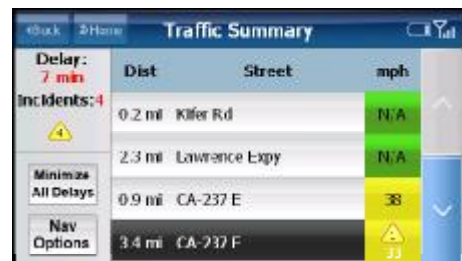 Back Home Traffic Summary
Delay:
7 min
Incidents:4
4
Minimize
All Delays
Nav
Options
Dist Street mph
0.2 mi Kifer Rd N/A
2.3 mi Lawrence Expy N/A
0.9 mi CA-237 E 38
3.4 mi CA-237 E 33